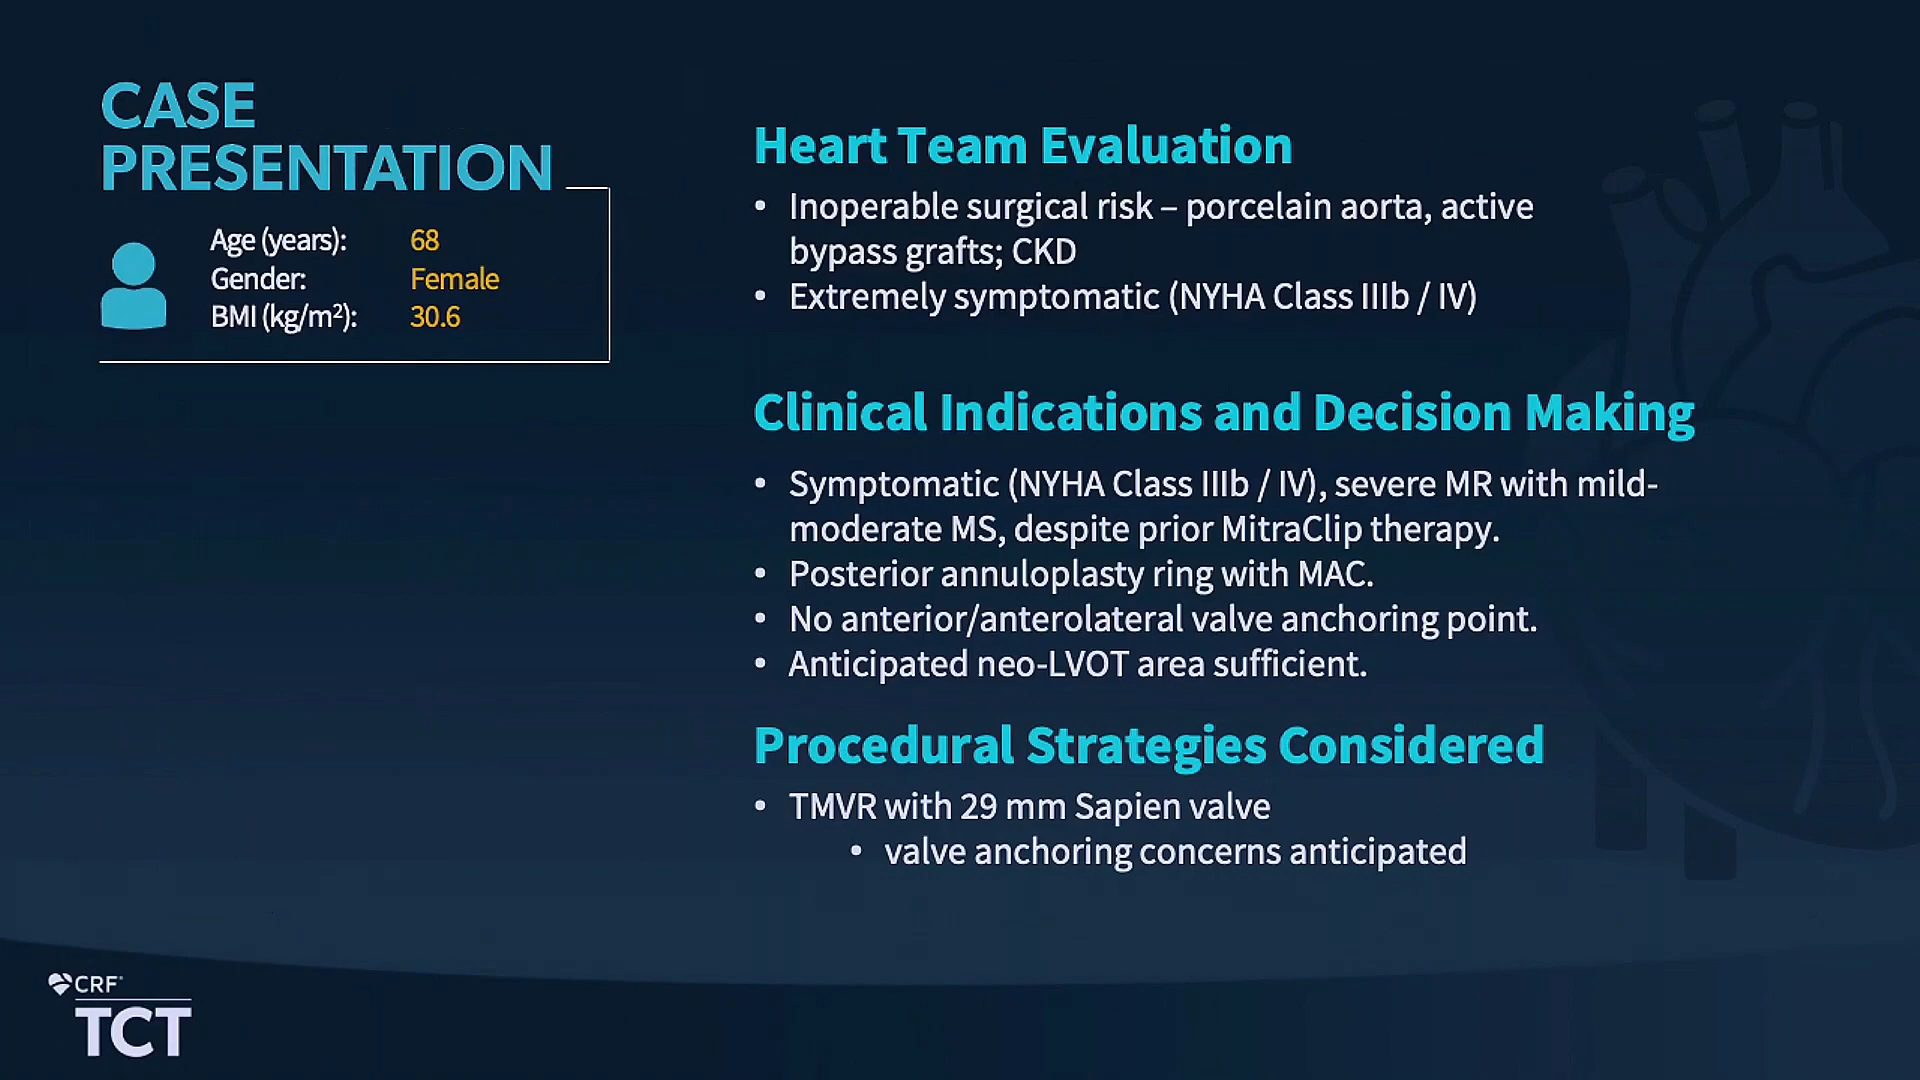 CASE
PRESENTATION
Age (years): 68
Gender: Female
BMI (kg/m²): 30.6
Heart Team Evaluation
• Inoperable surgical risk – porcelain aorta, active
bypass grafts; CKD
• Extremely symptomatic (NYHA Class IIIb / IV)
Clinical Indications and Decision Making
• Symptomatic (NYHA Class IIIb / IV), severe MR with mild-
moderate MS, despite prior MitraClip therapy.
• Posterior annuloplasty ring with MAC.
• No anterior/anterolateral valve anchoring point.
• Anticipated neo-LVOT area sufficient.
Procedural Strategies Considered
• TMVR with 29 mm Sapien valve
• valve anchoring concerns anticipated
CRF®
TCT